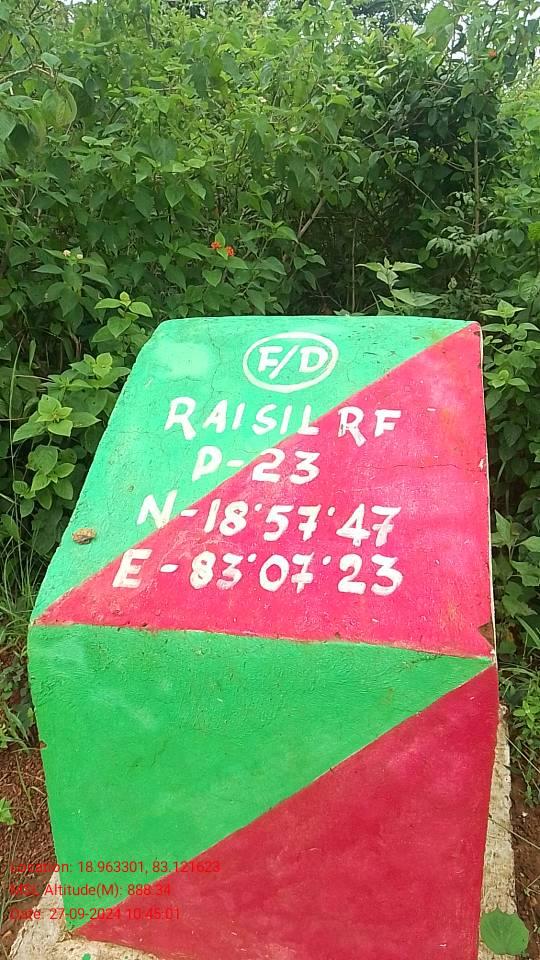 F/D
RAISIL RF
P-23
N-18°57'47
E-83°07'23
Location: 18.963301, 83.121623
MSL Altitude(M): 888.34
Date: 27-09-2024 10:45:01